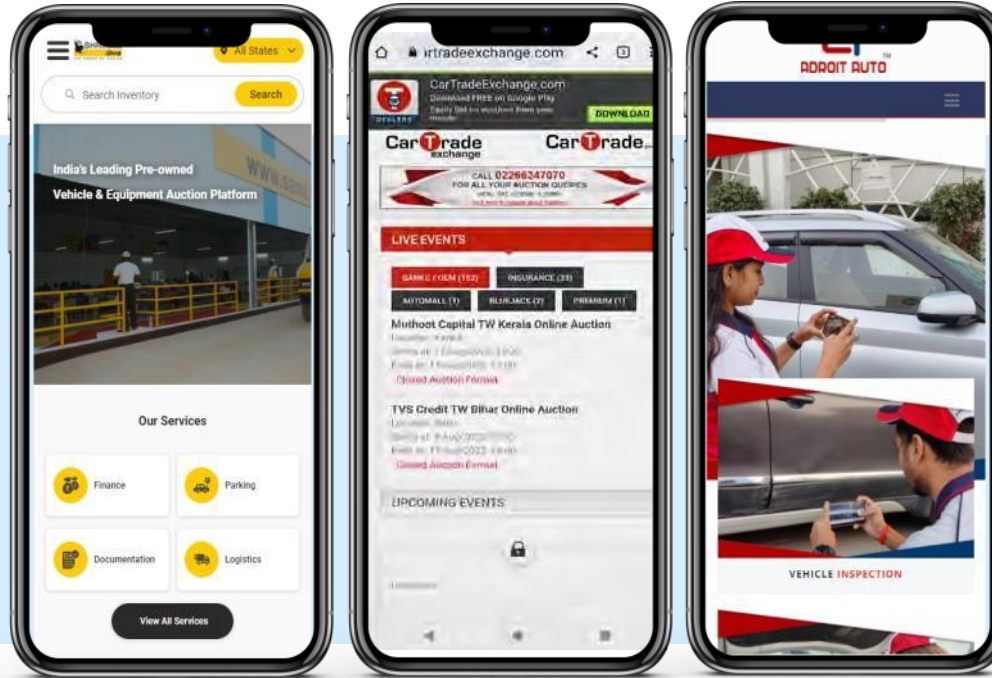 All States
Search Inventory
Search
India's Leading Pre-owned
Vehicle & Equipment Auction Platform
Our Services
Finance
Parking
Documentation
Logistics
View All Services
rtradeexchange.com
CarTradeExchange.com
Download FREE on Google Play
DOWNLOAD
DEALERS
CarTrade
exchange
CarTrade
CALL 02266247070
FOR ALL YOUR AUCTION QUERIES
LIVE EVENTS
INSURANCE
AUTOMALL (1)
BLUEJACK (2)
PREMIUM (1)
Muthoot Capital TW Kerala Online Auction
Closed Auction Format
TVS Credit TW Bihar Online Auction
Closed Auction Format
UPCOMING EVENTS
ADROIT AUTO
TM
VEHICLE INSPECTION